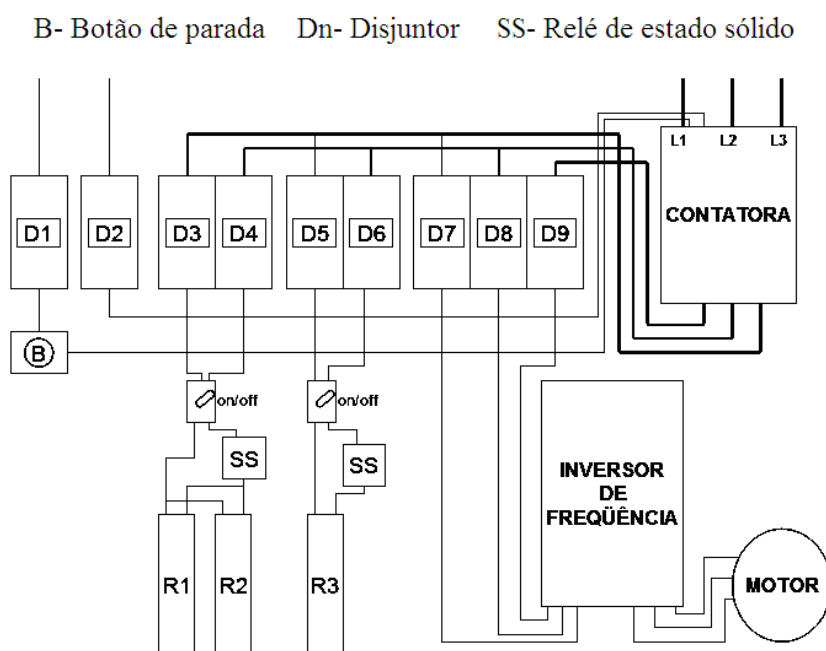 B- Botão de parada Dn- Disjuntor SS- Relé de estado sólido
L1 L2 L3
CONTATORA
D1 D2 D3 D4 D5 D6 D7 D8 D9
B
on/off on/off
SS SS
INVERSOR
DE
FREQÜÊNCIA
R1 R2 R3 MOTOR